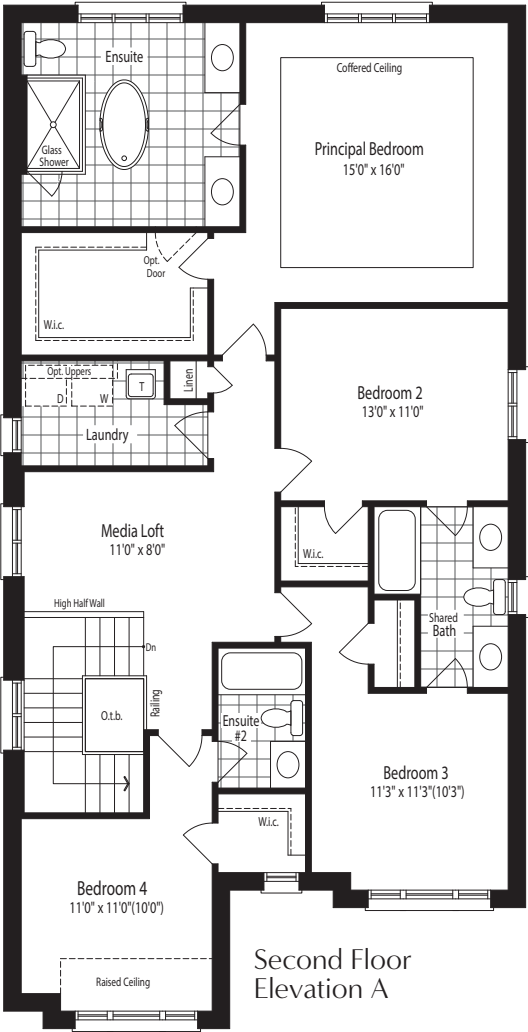 Ensuite
Glass
Shower
Coffered Ceiling
Principal Bedroom
15'0" x 16'0"
Opt.
Door
W.i.c.
Opt. Uppers
D
W
T
Linen
Laundry
Bedroom 2
13'0" x 11'0"
Media Loft
11'0" x 8'0"
W.i.c.
Shared
Bath
High Half Wall
Dn
O.t.b.
Railing
Ensuite
#2
Bedroom 3
11'3" x 11'3"(10'3")
W.i.c.
Bedroom 4
11'0" x 11'0"(10'0")
Raised Ceiling
Second Floor
Elevation A